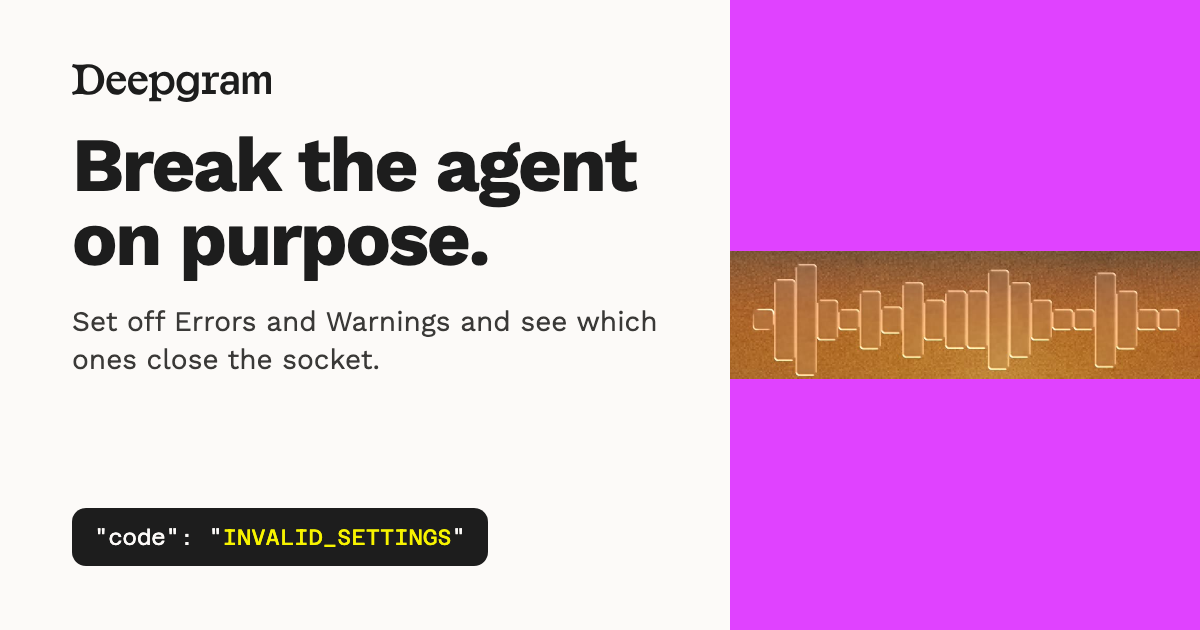 Deepgram
Break the agent
on purpose.
Set off Errors and Warnings and see which
ones close the socket.
"code": "INVALID_SETTINGS"